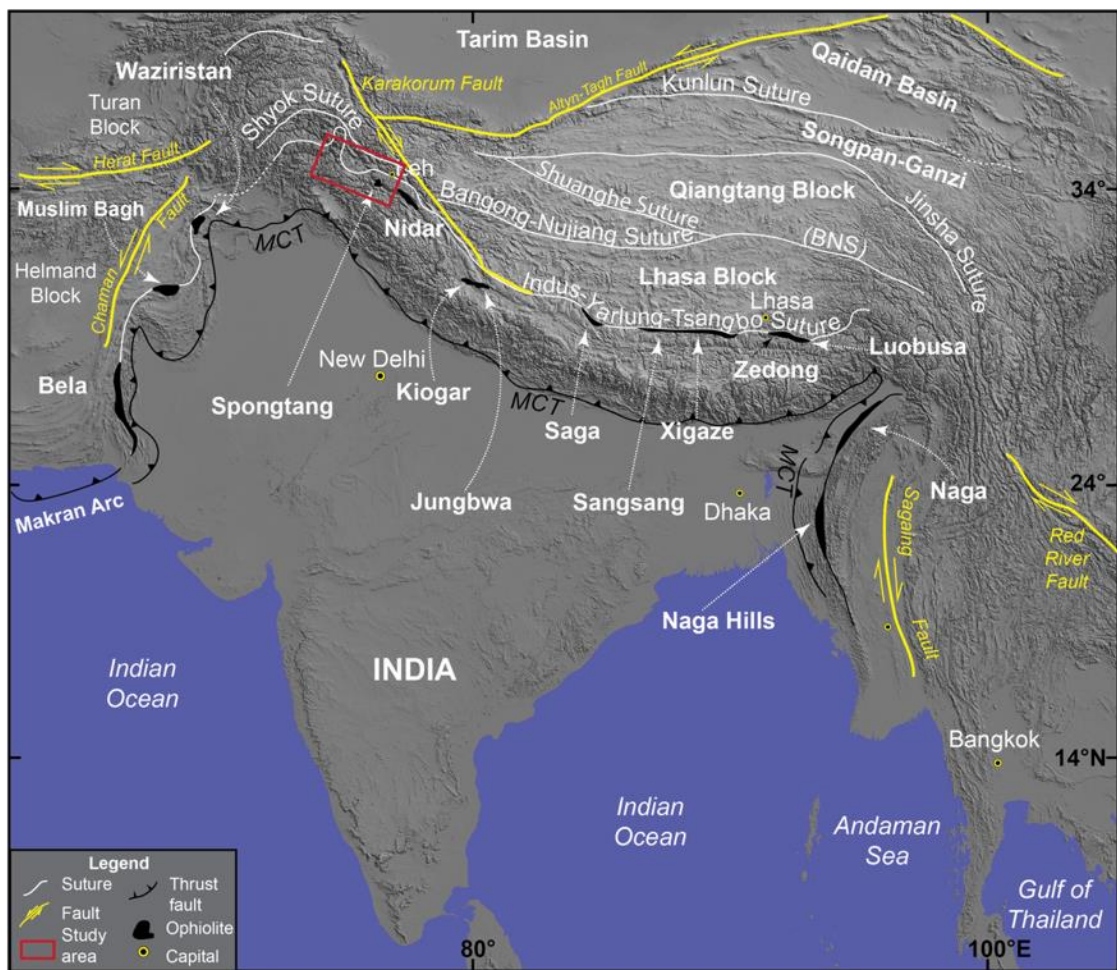 Tarim Basin
Qaidam Basin
Waziristan
Karakorum Fault
Altyn-Tagh Fault
Kunlun Suture
Turan
Block
Shyok Suture
Songpan-Ganzi
Herat Fault
eh
Shuanghe Suture
Qiangtang Block
34°
Muslim Bagh
Fault
Bangong-Nujiang Suture
(BNS)
Jinsha Suture
MCT
Nidar
Helmand
Block
Chaman
Lhasa Block
Indus-Yarlung-Tsangbo Suture
Lhasa
Luobusa
New Delhi
Zedong
Bela
Kiogar
MCT
Spongtang
Saga
Xigaze
MCT
Makran Arc
Jungbwa
Sangsang
Dhaka
Naga
24°
Sagaing
Fault
Red
River
Fault
Naga Hills
INDIA
Indian
Ocean
Bangkok
14°N
Indian
Ocean
Andaman
Sea
Gulf of
Thailand
Legend
Suture
Thrust
fault
Fault
Ophiolite
Study
area
Capital
80°
100°E